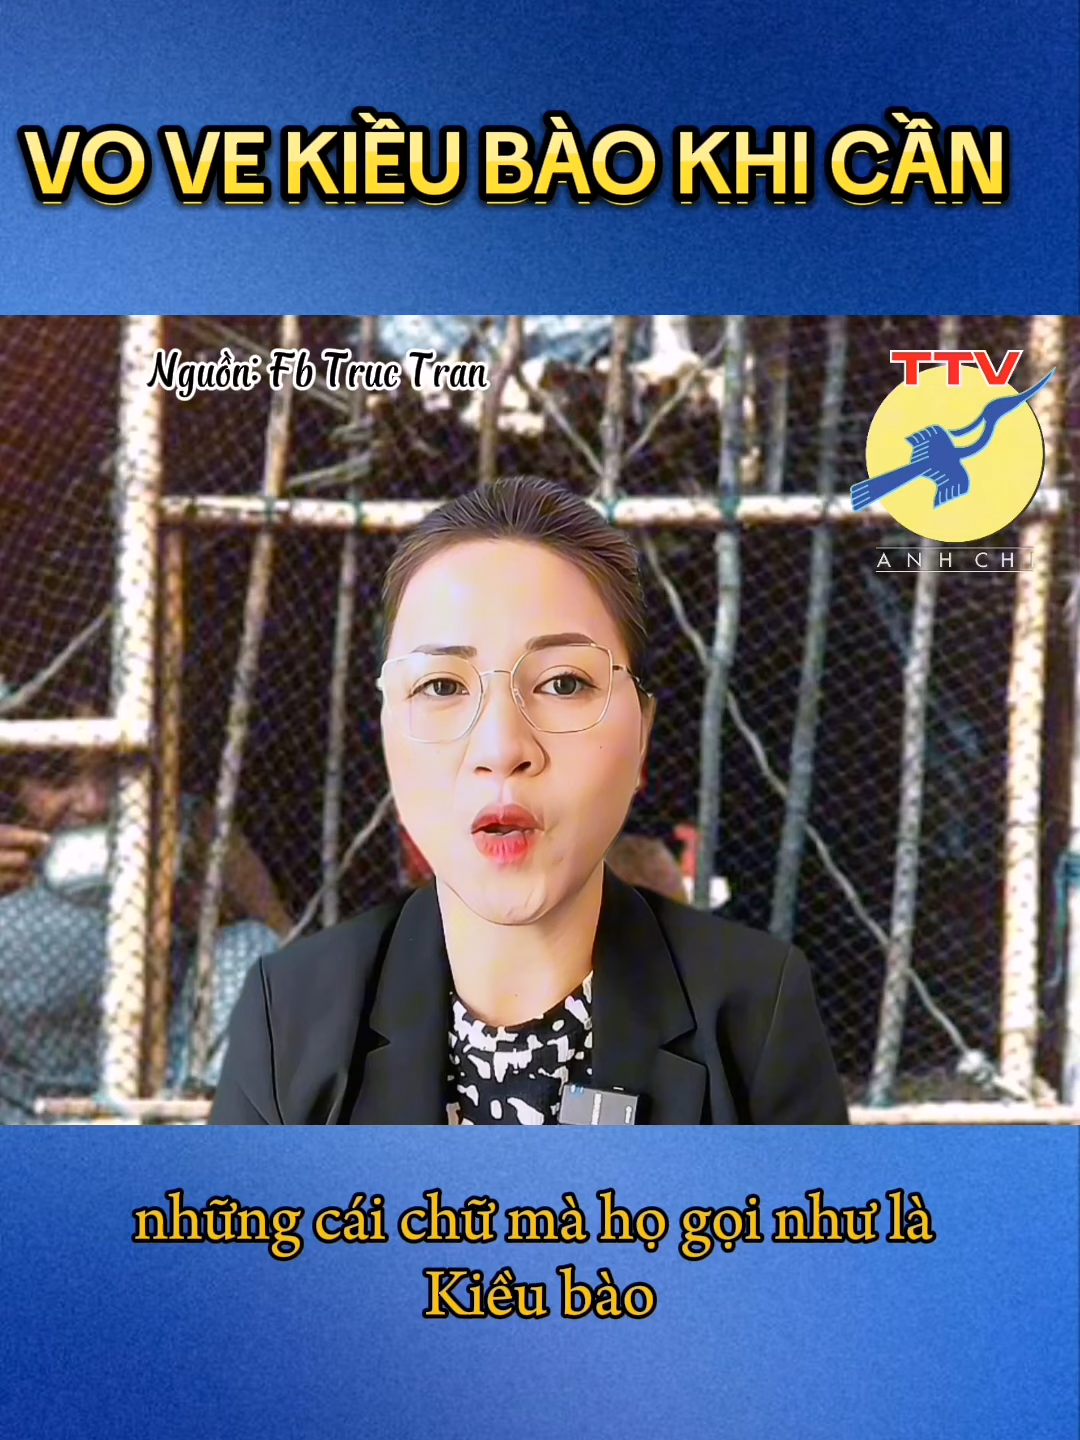 VO VE KIỀU BÀO KHI CẦN
Nguồn: Fb Truc Tran
TTV
ANH CHI
những cái chữ mà họ gọi như là
Kiều bào